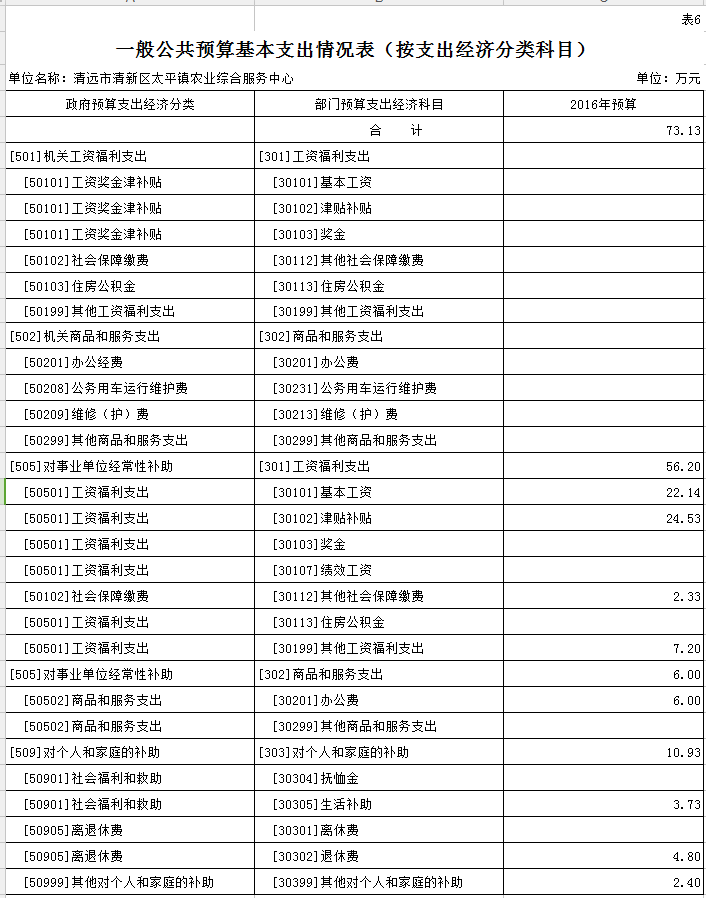 表6
一般公共预算基本支出情况表（按支出经济分类科目）
单位名称：清远市清新区太平镇农业综合服务中心 单位：万元
政府预算支出经济分类 部门预算支出经济科目 2016年预算
合 计 73.13
[501]机关工资福利支出 [301]工资福利支出
[50101]工资奖金津补贴 [30101]基本工资
[50101]工资奖金津补贴 [30102]津贴补贴
[50101]工资奖金津补贴 [30103]奖金
[50102]社会保障缴费 [30112]其他社会保障缴费
[50103]住房公积金 [30113]住房公积金
[50199]其他工资福利支出 [30199]其他工资福利支出
[502]机关商品和服务支出 [302]商品和服务支出
[50201]办公经费 [30201]办公费
[50208]公务用车运行维护费 [30231]公务用车运行维护费
[50209]维修（护）费 [30213]维修（护）费
[50299]其他商品和服务支出 [30299]其他商品和服务支出
[505]对事业单位经常性补助 [301]工资福利支出 56.20
[50501]工资福利支出 [30101]基本工资 22.14
[50501]工资福利支出 [30102]津贴补贴 24.53
[50501]工资福利支出 [30103]奖金
[50501]工资福利支出 [30107]绩效工资
[50102]社会保障缴费 [30112]其他社会保障缴费 2.33
[50501]工资福利支出 [30113]住房公积金
[50501]工资福利支出 [30199]其他工资福利支出 7.20
[505]对事业单位经常性补助 [302]商品和服务支出 6.00
[50502]商品和服务支出 [30201]办公费 6.00
[50502]商品和服务支出 [30299]其他商品和服务支出
[509]对个人和家庭的补助 [303]对个人和家庭的补助 10.93
[50901]社会福利和救助 [30304]抚恤金
[50901]社会福利和救助 [30305]生活补助 3.73
[50905]离退休费 [30301]离休费
[50905]离退休费 [30302]退休费 4.80
[50999]其他对个人和家庭的补助 [30399]其他对个人和家庭的补助 2.40